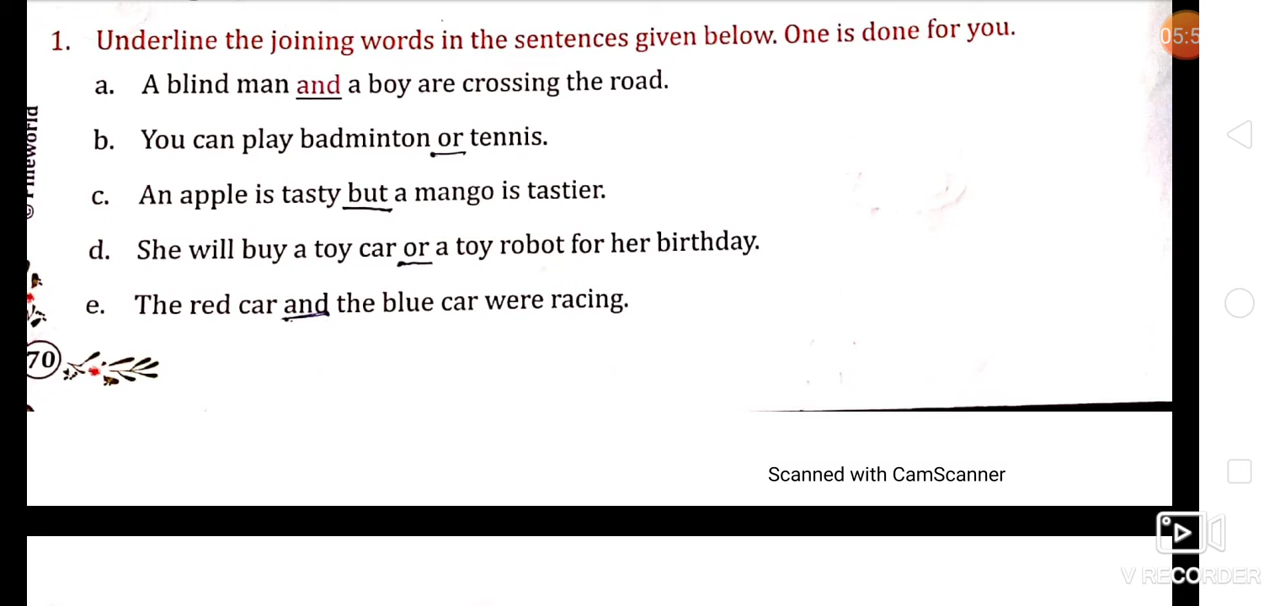 1. Underline the joining words in the sentences given below. One is done for you.
a. A blind man and a boy are crossing the road.
b. You can play badminton or tennis.
c. An apple is tasty but a mango is tastier.
d. She will buy a toy car or a toy robot for her birthday.
e. The red car and the blue car were racing.
70
Scanned with CamScanner
05:5
V RECORDER